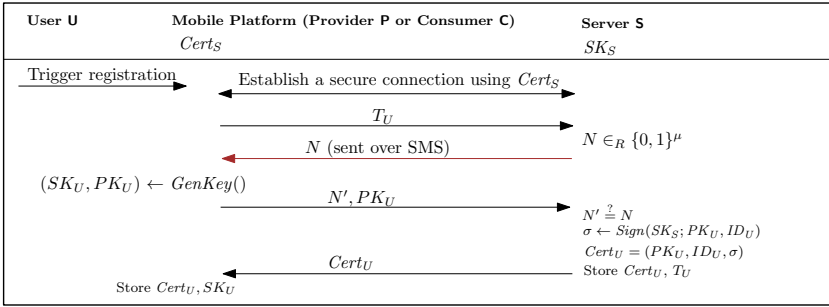 User U Mobile Platform (Provider P or Consumer C) Server S
Cert_S SK_S
Trigger registration Establish a secure connection using Cert_S
T_U
N ∈_R {0, 1}^μ
N (sent over SMS)
(SK_U, PK_U) ← GenKey()
N′, PK_U
N′ ≟ N
σ ← Sign(SK_S; PK_U, ID_U)
Cert_U = (PK_U, ID_U, σ)
Cert_U
Store Cert_U, T_U
Store Cert_U, SK_U